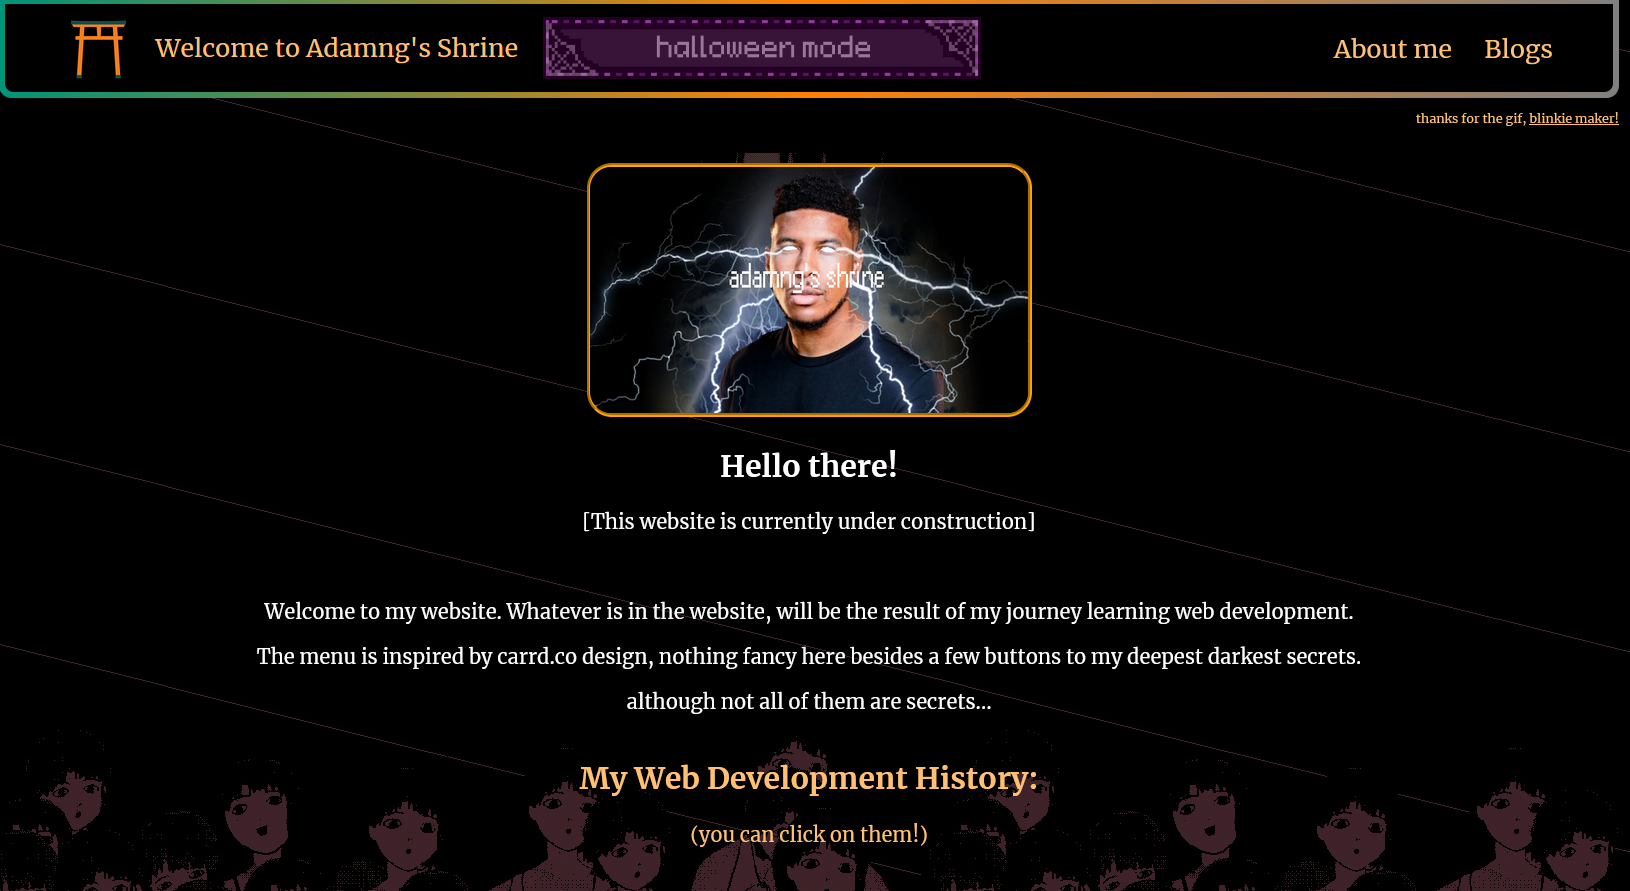 Welcome to Adamng's Shrine
halloween mode
About me
Blogs
thanks for the gif, blinkie maker!
adamng's shrine
Hello there!
[This website is currently under construction]
Welcome to my website. Whatever is in the website, will be the result of my journey learning web development.
The menu is inspired by carrd.co design, nothing fancy here besides a few buttons to my deepest darkest secrets.
although not all of them are secrets...
My Web Development History:
(you can click on them!)